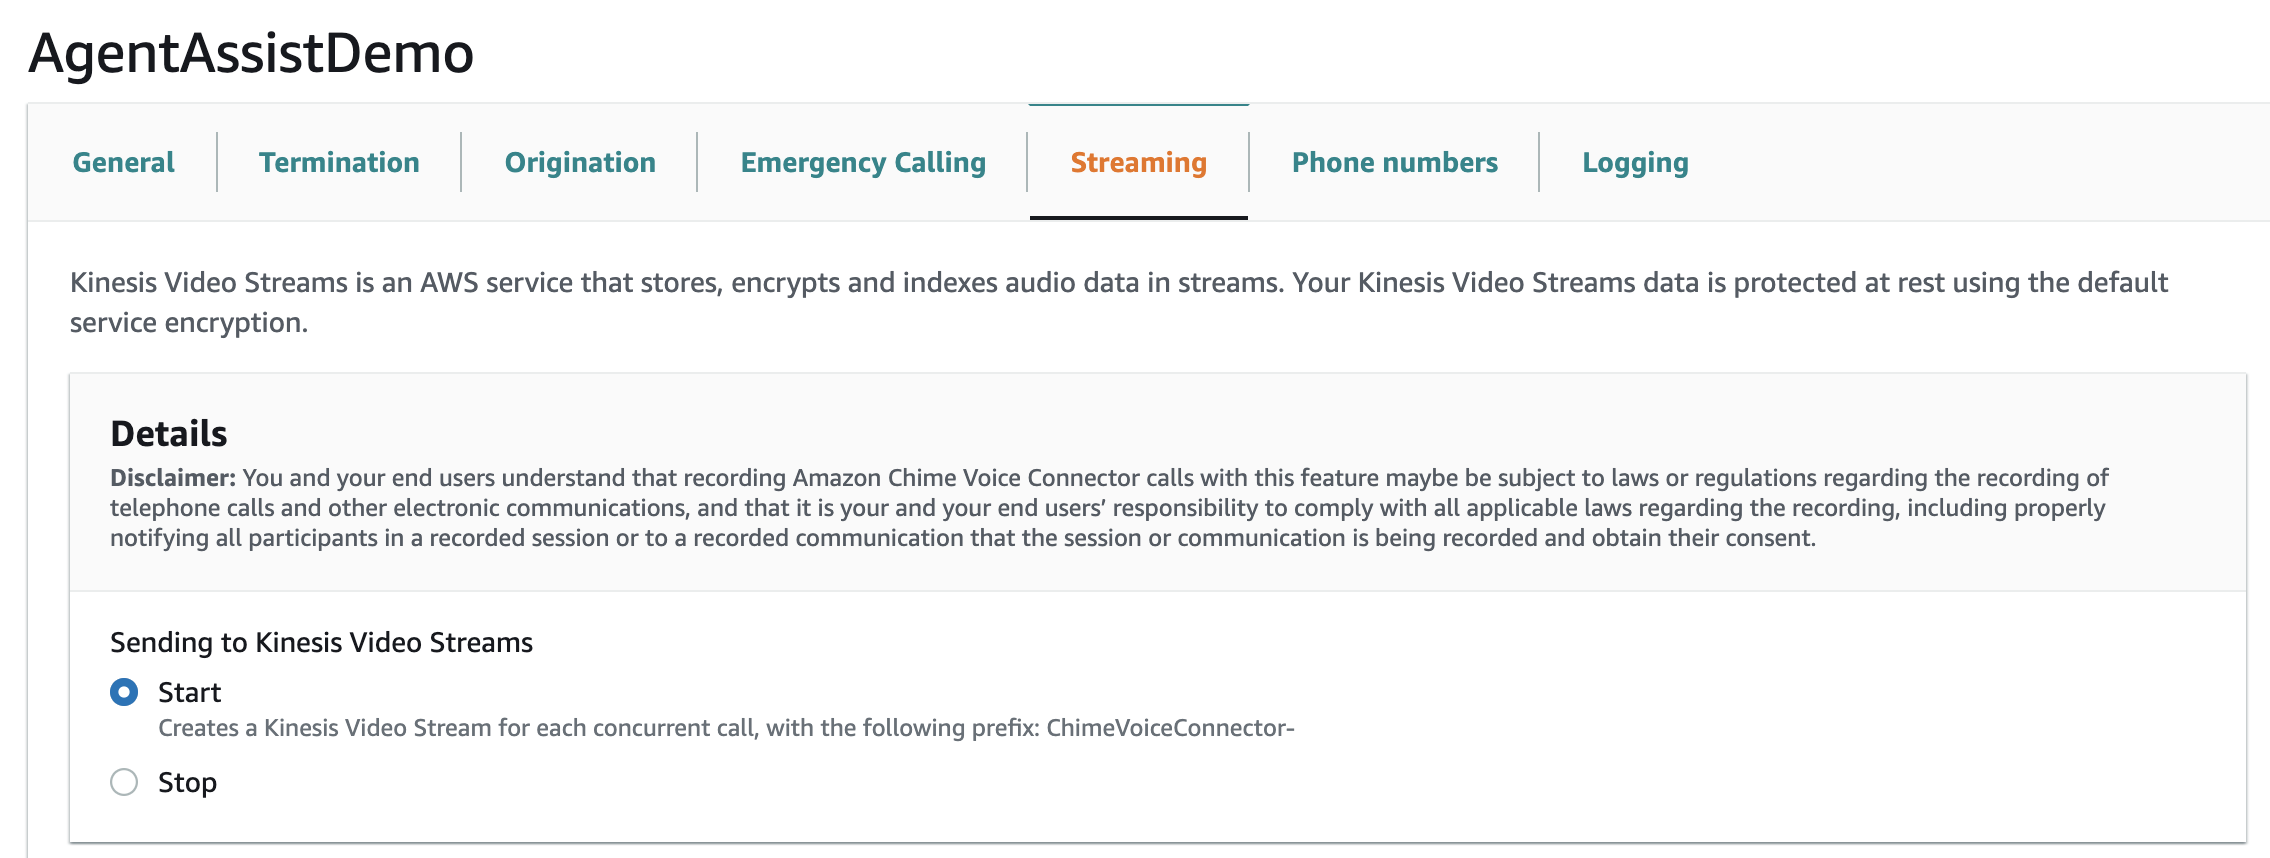 AgentAssistDemo
General
Termination
Origination
Emergency Calling
Streaming
Phone numbers
Logging
Kinesis Video Streams is an AWS service that stores, encrypts and indexes audio data in streams. Your Kinesis Video Streams data is protected at rest using the default
service encryption.
Details
Disclaimer: You and your end users understand that recording Amazon Chime Voice Connector calls with this feature maybe be subject to laws or regulations regarding the recording of
telephone calls and other electronic communications, and that it is your and your end users’ responsibility to comply with all applicable laws regarding the recording, including properly
notifying all participants in a recorded session or to a recorded communication that the session or communication is being recorded and obtain their consent.
Sending to Kinesis Video Streams
Start
Creates a Kinesis Video Stream for each concurrent call, with the following prefix: ChimeVoiceConnector-
Stop